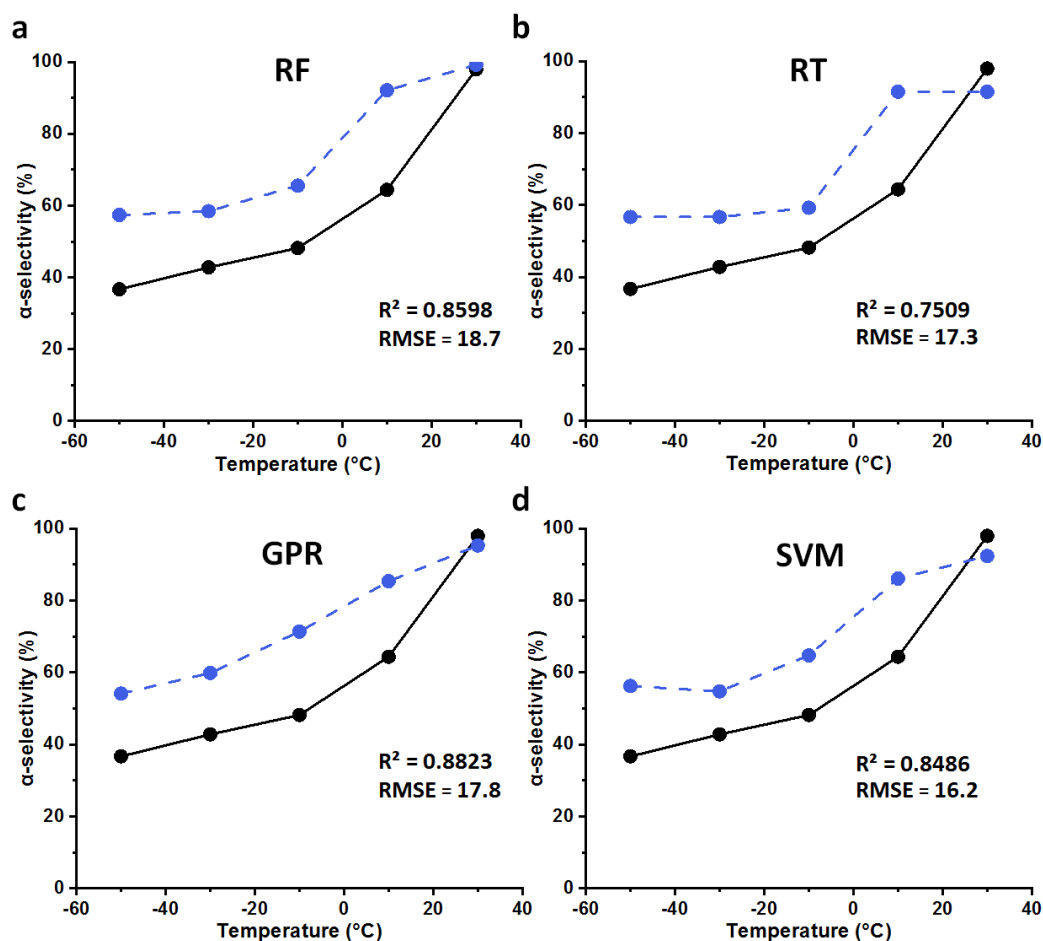 a
RF
α-selectivity (%)
100
80
60
40
20
0
R² = 0.8598
RMSE = 18.7
-60 -40 -20 0 20 40
Temperature (°C)
b
RT
α-selectivity (%)
100
80
60
40
20
0
R² = 0.7509
RMSE = 17.3
-60 -40 -20 0 20 40
Temperature (°C)
c
GPR
α-selectivity (%)
100
80
60
40
20
0
R² = 0.8823
RMSE = 17.8
-60 -40 -20 0 20 40
Temperature (°C)
d
SVM
α-selectivity (%)
100
80
60
40
20
0
R² = 0.8486
RMSE = 16.2
-60 -40 -20 0 20 40
Temperature (°C)